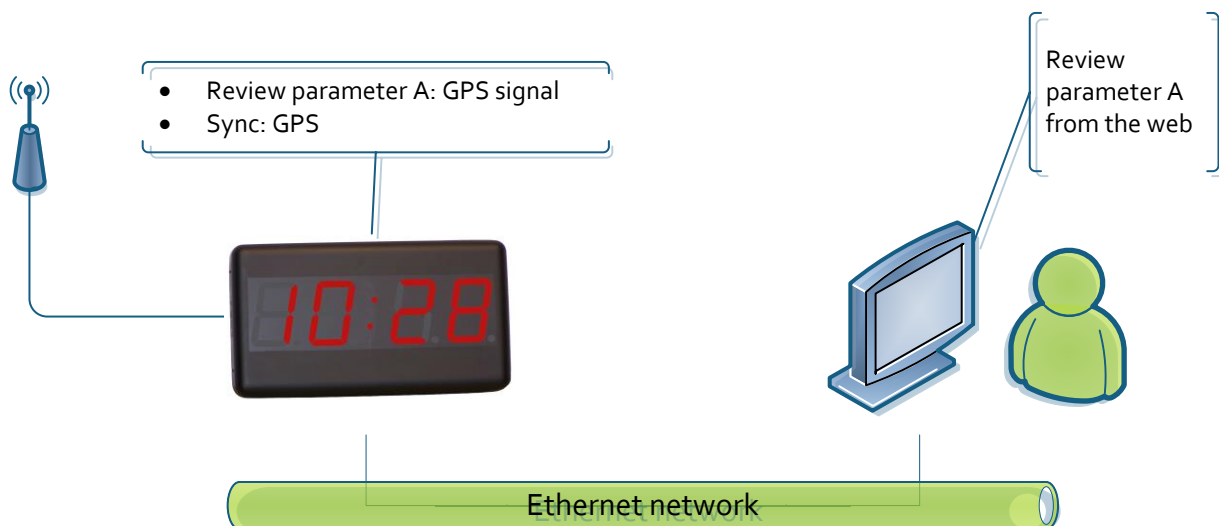 • Review parameter A: GPS signal
• Sync: GPS
Review
parameter A
from the web
10:28
Ethernet network